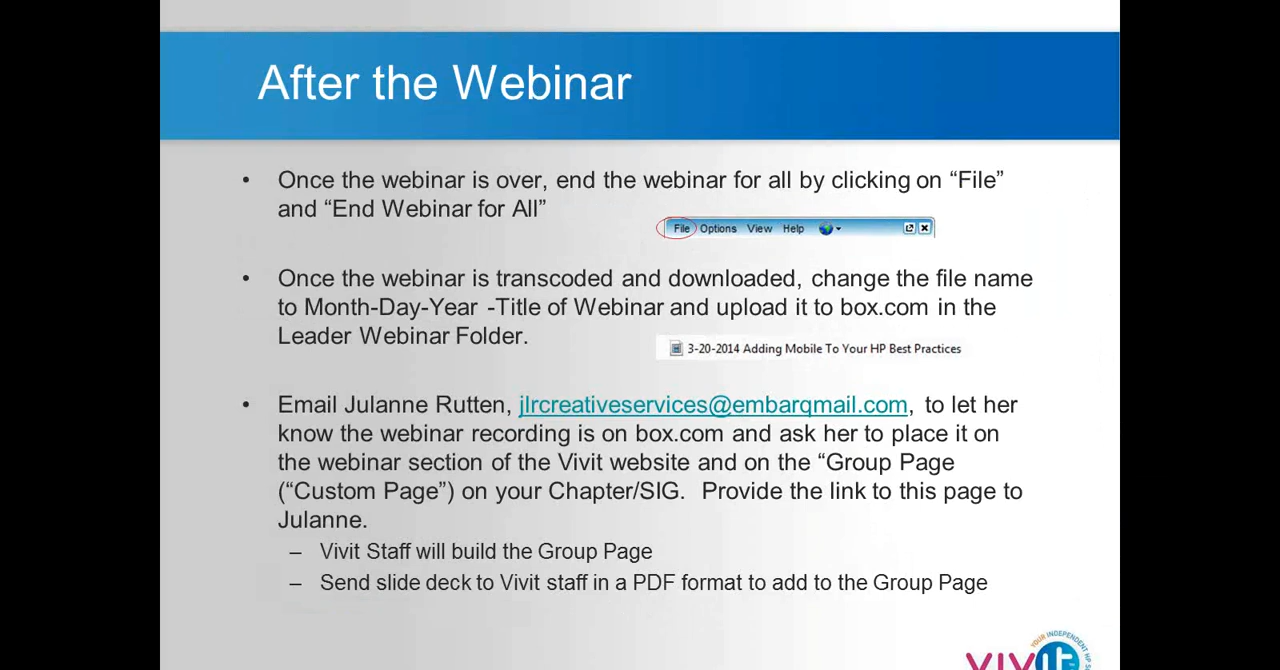 After the Webinar
• Once the webinar is over, end the webinar for all by clicking on “File”
and “End Webinar for All”
File Options View Help
• Once the webinar is transcoded and downloaded, change the file name
to Month-Day-Year -Title of Webinar and upload it to box.com in the
Leader Webinar Folder.
3-20-2014 Adding Mobile To Your HP Best Practices
• Email Julanne Rutten, jlrcreativeservices@embarqmail.com, to let her
know the webinar recording is on box.com and ask her to place it on
the webinar section of the Vivit website and on the “Group Page
(“Custom Page”) on your Chapter/SIG. Provide the link to this page to
Julanne.
– Vivit Staff will build the Group Page
– Send slide deck to Vivit staff in a PDF format to add to the Group Page
YOUR INDEPENDENT HP